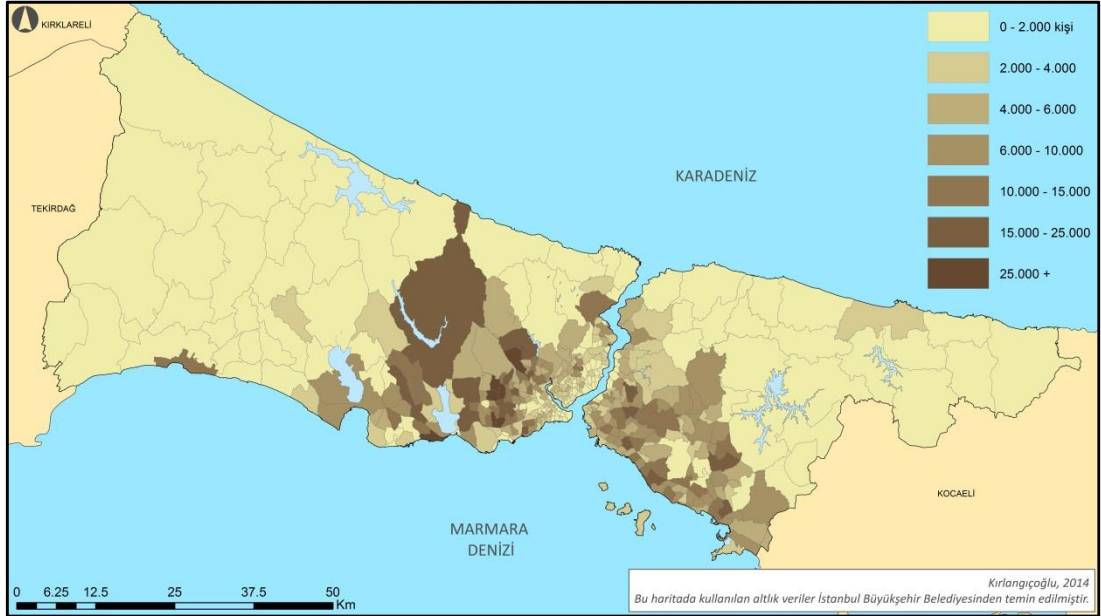 KIRKLARELİ
TEKİRDAĞ
KARADENİZ
MARMARA
DENİZİ
KOCAELİ
0 - 2.000 kişi
2.000 - 4.000
4.000 - 6.000
6.000 - 10.000
10.000 - 15.000
15.000 - 25.000
25.000 +
0 6.25 12.5 25 37.5 50
Km
Kırlangıçoğlu, 2014
Bu haritada kullanılan altlık veriler İstanbul Büyükşehir Belediyesinden temin edilmiştir.